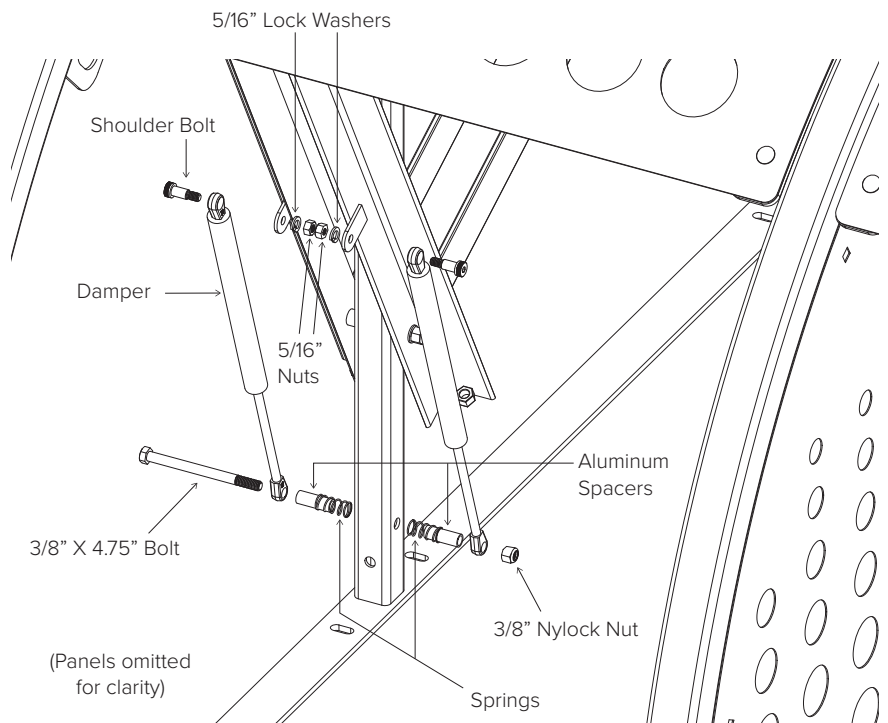 5/16” Lock Washers
Shoulder Bolt
Damper
5/16”
Nuts
Aluminum
Spacers
3/8” X 4.75” Bolt
3/8” Nylock Nut
(Panels omitted
for clarity)
Springs